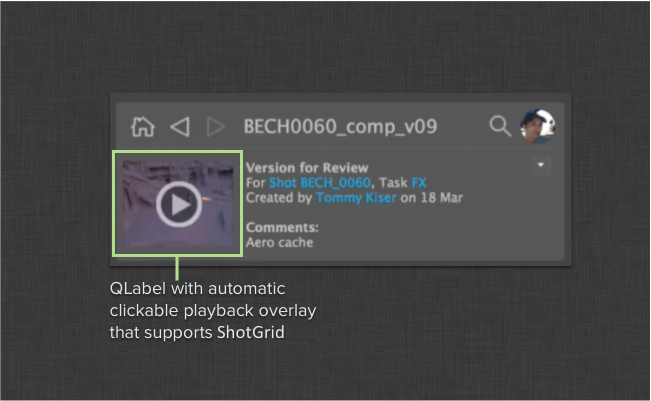 BECH0060_comp_v09
Version for Review
For Shot BECH_0060, Task FX
Created by Tommy Kiser on 18 Mar
Comments:
Aero cache
QLabel with automatic
clickable playback overlay
that supports ShotGrid